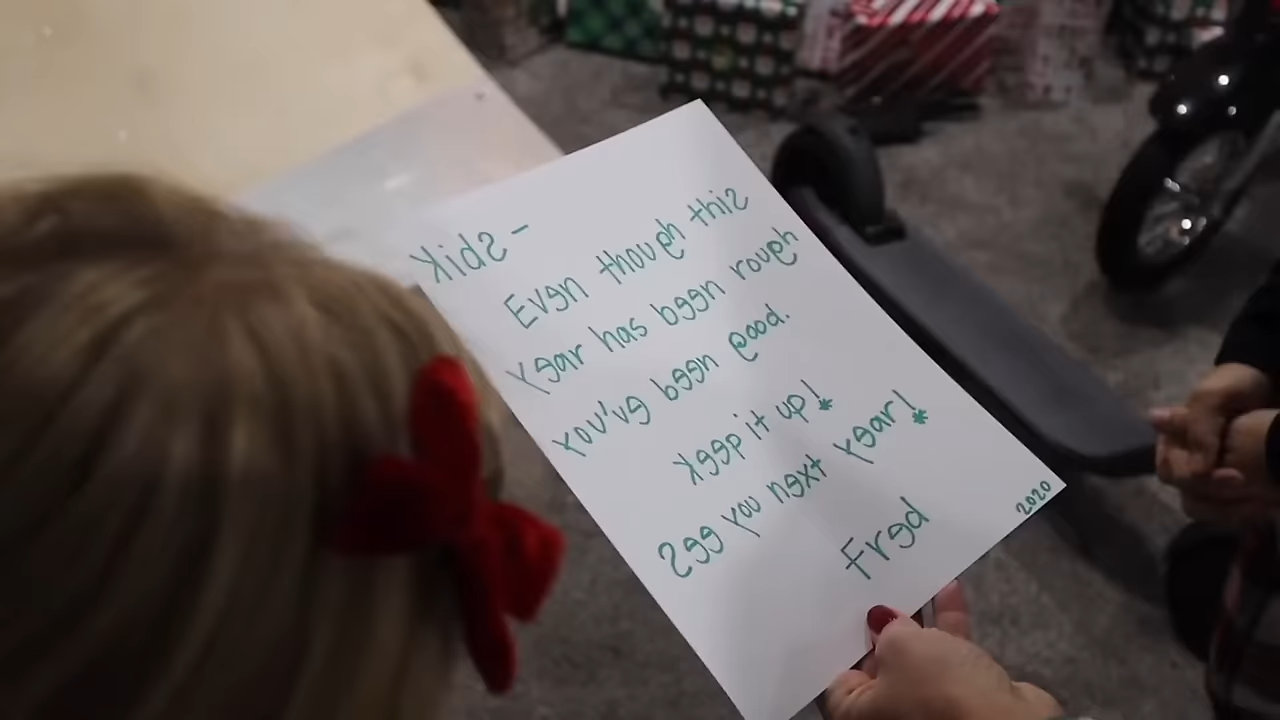 Kids -
Even though this
year has been rough
you've been good.
Keep it up!
See you next year!
Fred
2020